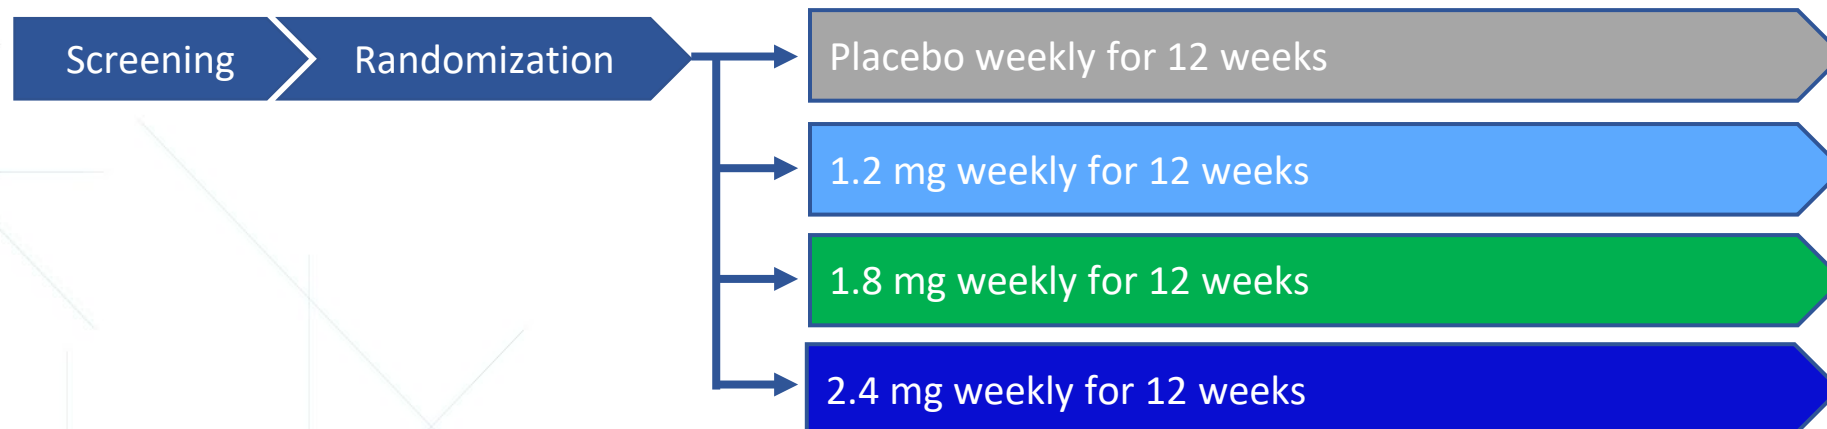 Screening
Randomization
Placebo weekly for 12 weeks
1.2 mg weekly for 12 weeks
1.8 mg weekly for 12 weeks
2.4 mg weekly for 12 weeks